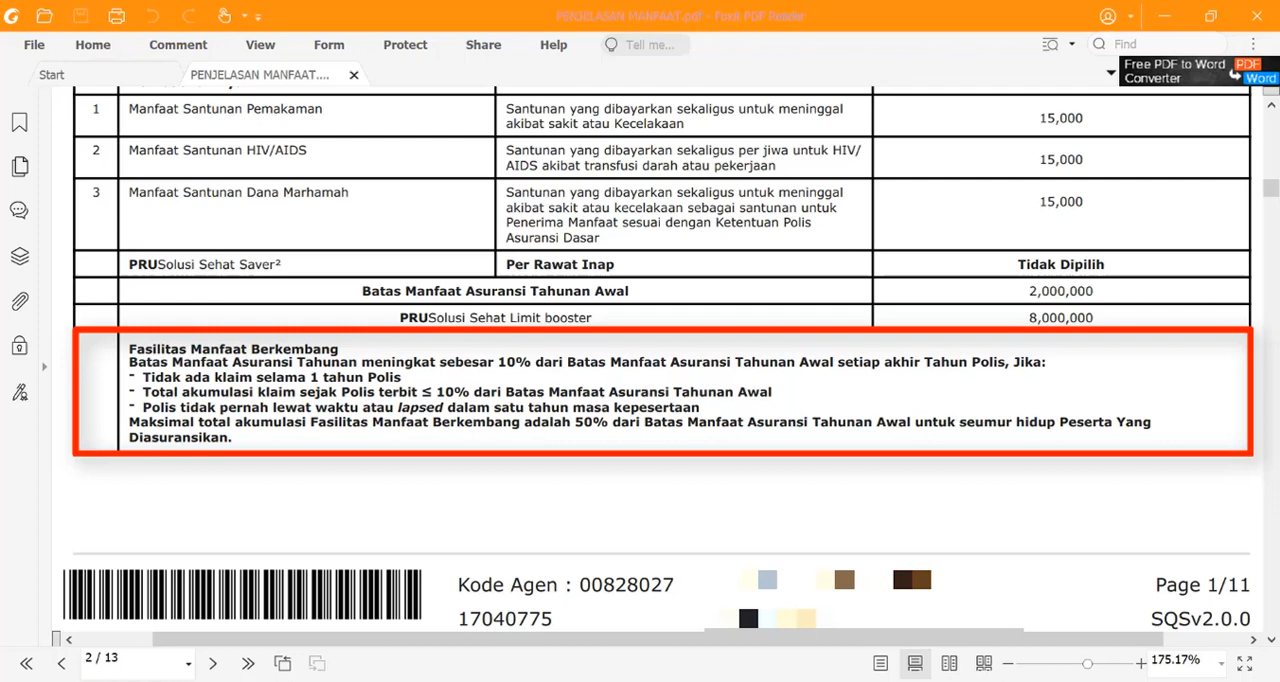 PENJELASAN MANFAAT.pdf - Foxit PDF Reader
File Home Comment View Form Protect Share Help Tell me... Find
Start PENJELASAN MANFAAT....
Free PDF to Word PDF
Converter Word
1 Manfaat Santunan Pemakaman Santunan yang dibayarkan sekaligus untuk meninggal
akibat sakit atau Kecelakaan
15,000
2 Manfaat Santunan HIV/AIDS Santunan yang dibayarkan sekaligus per jiwa untuk HIV/
AIDS akibat transfusi darah atau pekerjaan
15,000
3 Manfaat Santunan Dana Marhamah Santunan yang dibayarkan sekaligus untuk meninggal
akibat sakit atau kecelakaan sebagai santunan untuk
Penerima Manfaat sesuai dengan Ketentuan Polis
Asuransi Dasar
15,000
PRUSolusi Sehat Saver² Per Rawat Inap Tidak Dipilih
Batas Manfaat Asuransi Tahunan Awal 2,000,000
PRUSolusi Sehat Limit booster 8,000,000
Fasilitas Manfaat Berkembang
Batas Manfaat Asuransi Tahunan meningkat sebesar 10% dari Batas Manfaat Asuransi Tahunan Awal setiap akhir Tahun Polis, Jika:
- Tidak ada klaim selama 1 tahun Polis
- Total akumulasi klaim sejak Polis terbit ≤ 10% dari Batas Manfaat Asuransi Tahunan Awal
- Polis tidak pernah lewat waktu atau lapsed dalam satu tahun masa kepesertaan
Maksimal total akumulasi Fasilitas Manfaat Berkembang adalah 50% dari Batas Manfaat Asuransi Tahunan Awal untuk seumur hidup Peserta Yang
Diasuransikan.
Kode Agen : 00828027 Page 1/11
17040775 SQSv2.0.0
2 / 13 175.17%